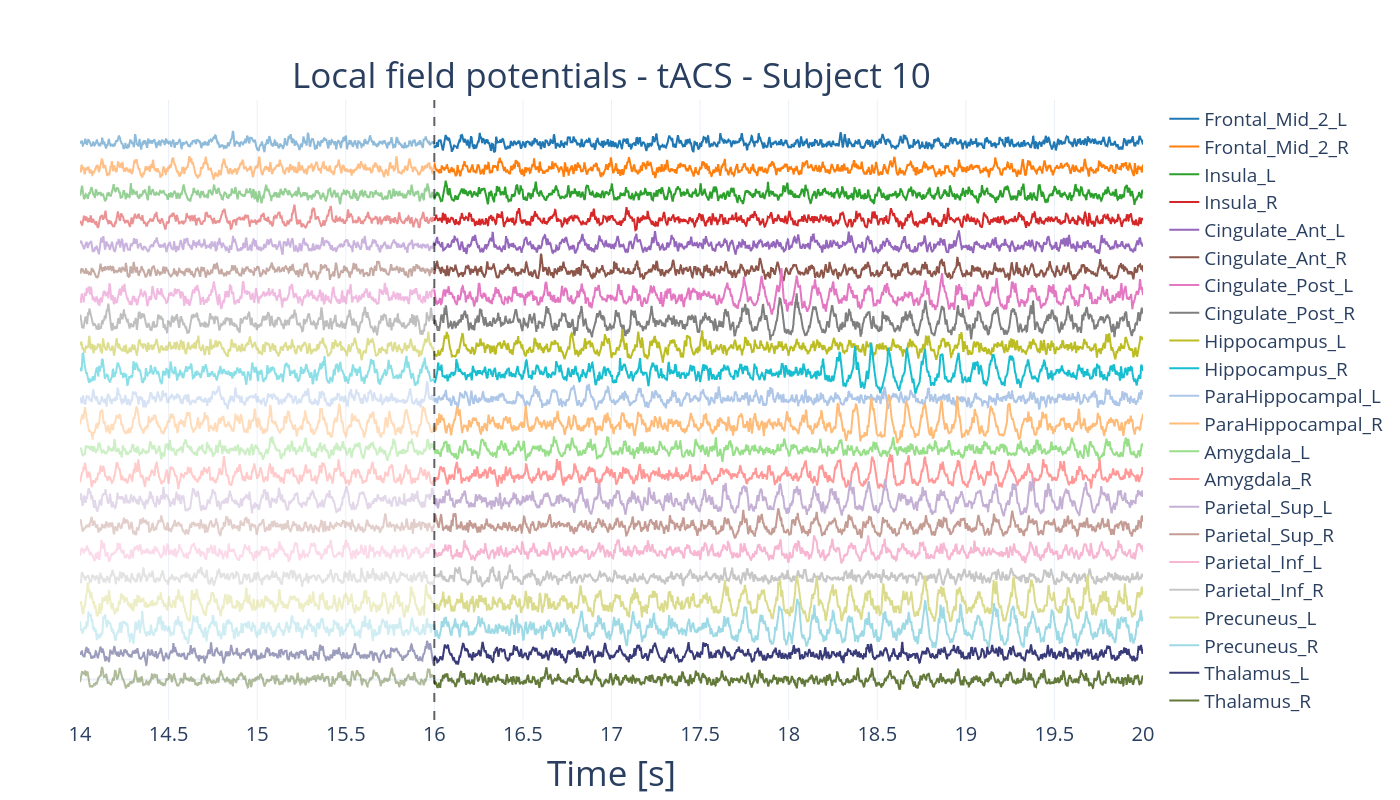 Local field potentials - tACS - Subject 10
Frontal_Mid_2_L
Frontal_Mid_2_R
Insula_L
Insula_R
Cingulate_Ant_L
Cingulate_Ant_R
Cingulate_Post_L
Cingulate_Post_R
Hippocampus_L
Hippocampus_R
ParaHippocampal_L
ParaHippocampal_R
Amygdala_L
Amygdala_R
Parietal_Sup_L
Parietal_Sup_R
Parietal_Inf_L
Parietal_Inf_R
Precuneus_L
Precuneus_R
Thalamus_L
Thalamus_R
14 14.5 15 15.5 16 16.5 17 17.5 18 18.5 19 19.5 20
Time [s]